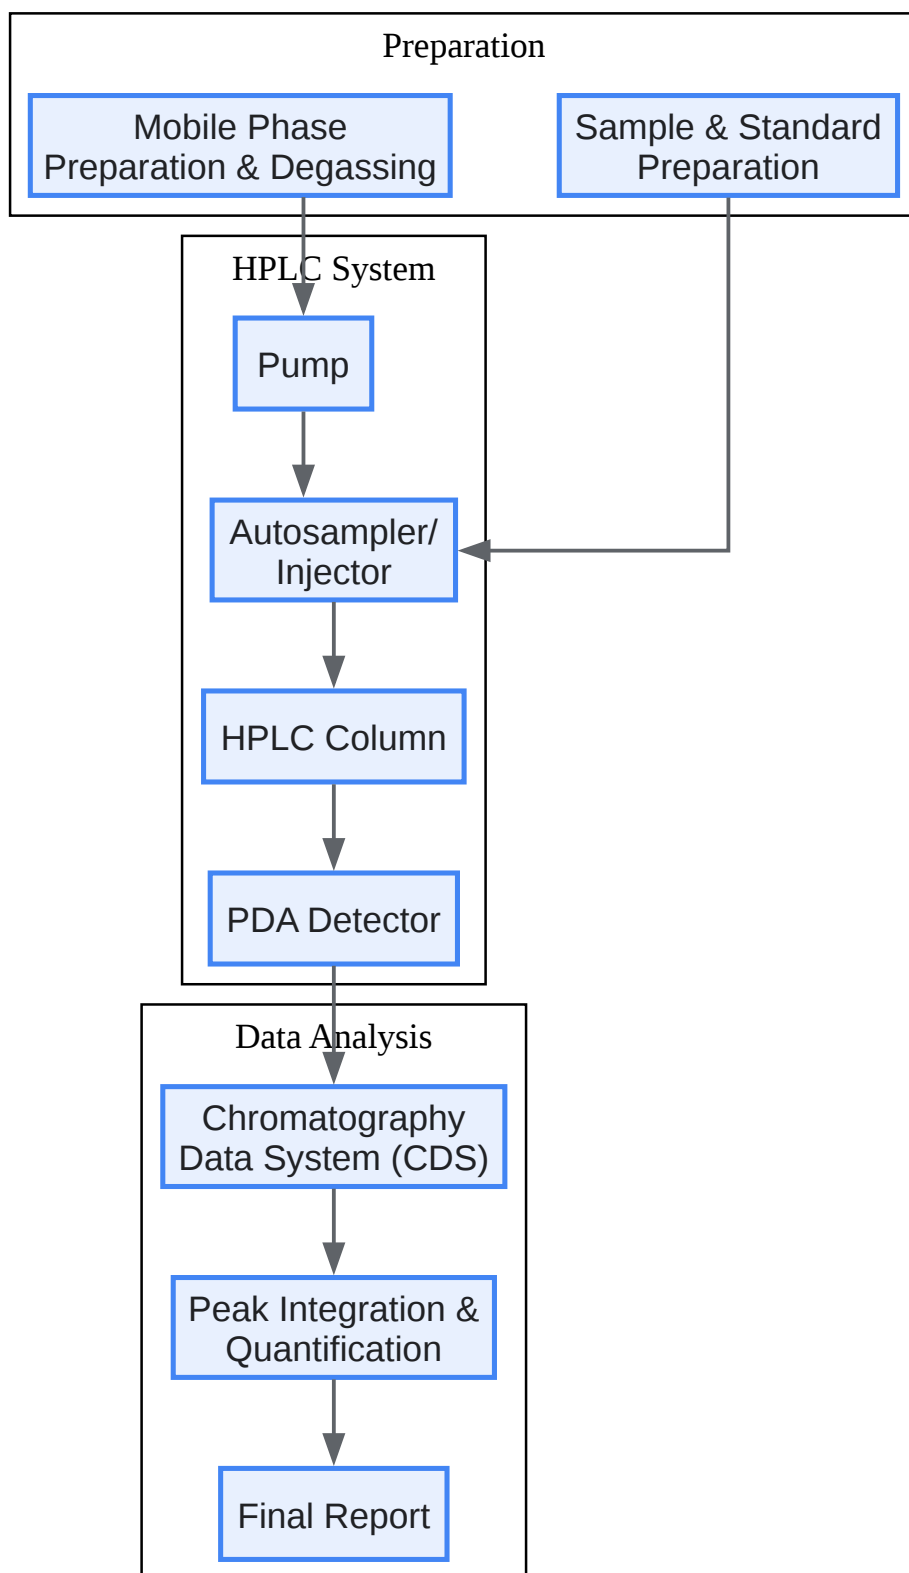 Preparation
Mobile Phase
Preparation & Degassing
Sample & Standard
Preparation
HPLC System
Pump
Autosampler/
Injector
HPLC Column
PDA Detector
Data Analysis
Chromatography
Data System (CDS)
Peak Integration &
Quantification
Final Report